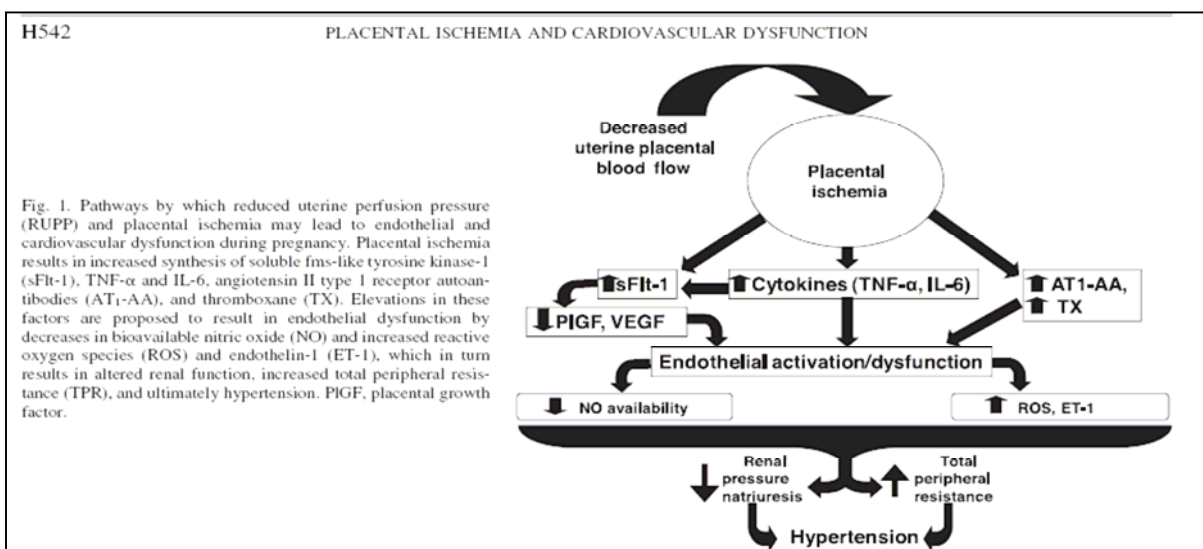 H542
PLACENTAL ISCHEMIA AND CARDIOVASCULAR DYSFUNCTION
Fig. 1. Pathways by which reduced uterine perfusion pressure
(RUPP) and placental ischemia may lead to endothelial and
cardiovascular dysfunction during pregnancy. Placental ischemia
results in increased synthesis of soluble fms-like tyrosine kinase-1
(sFlt-1), TNF-α and IL-6, angiotensin II type 1 receptor autoan-
tibodies (AT₁-AA), and thromboxane (TX). Elevations in these
factors are proposed to result in endothelial dysfunction by
decreases in bioavailable nitric oxide (NO) and increased reactive
oxygen species (ROS) and endothelin-1 (ET-1), which in turn
results in altered renal function, increased total peripheral resis-
tance (TPR), and ultimately hypertension. PlGF, placental growth
factor.
Decreased
uterine placental
blood flow
Placental
ischemia
sFlt-1
Cytokines (TNF-α, IL-6)
AT1-AA,
TX
PlGF, VEGF
Endothelial activation/dysfunction
NO availability
ROS, ET-1
Renal
pressure
natriuresis
Total
peripheral
resistance
Hypertension